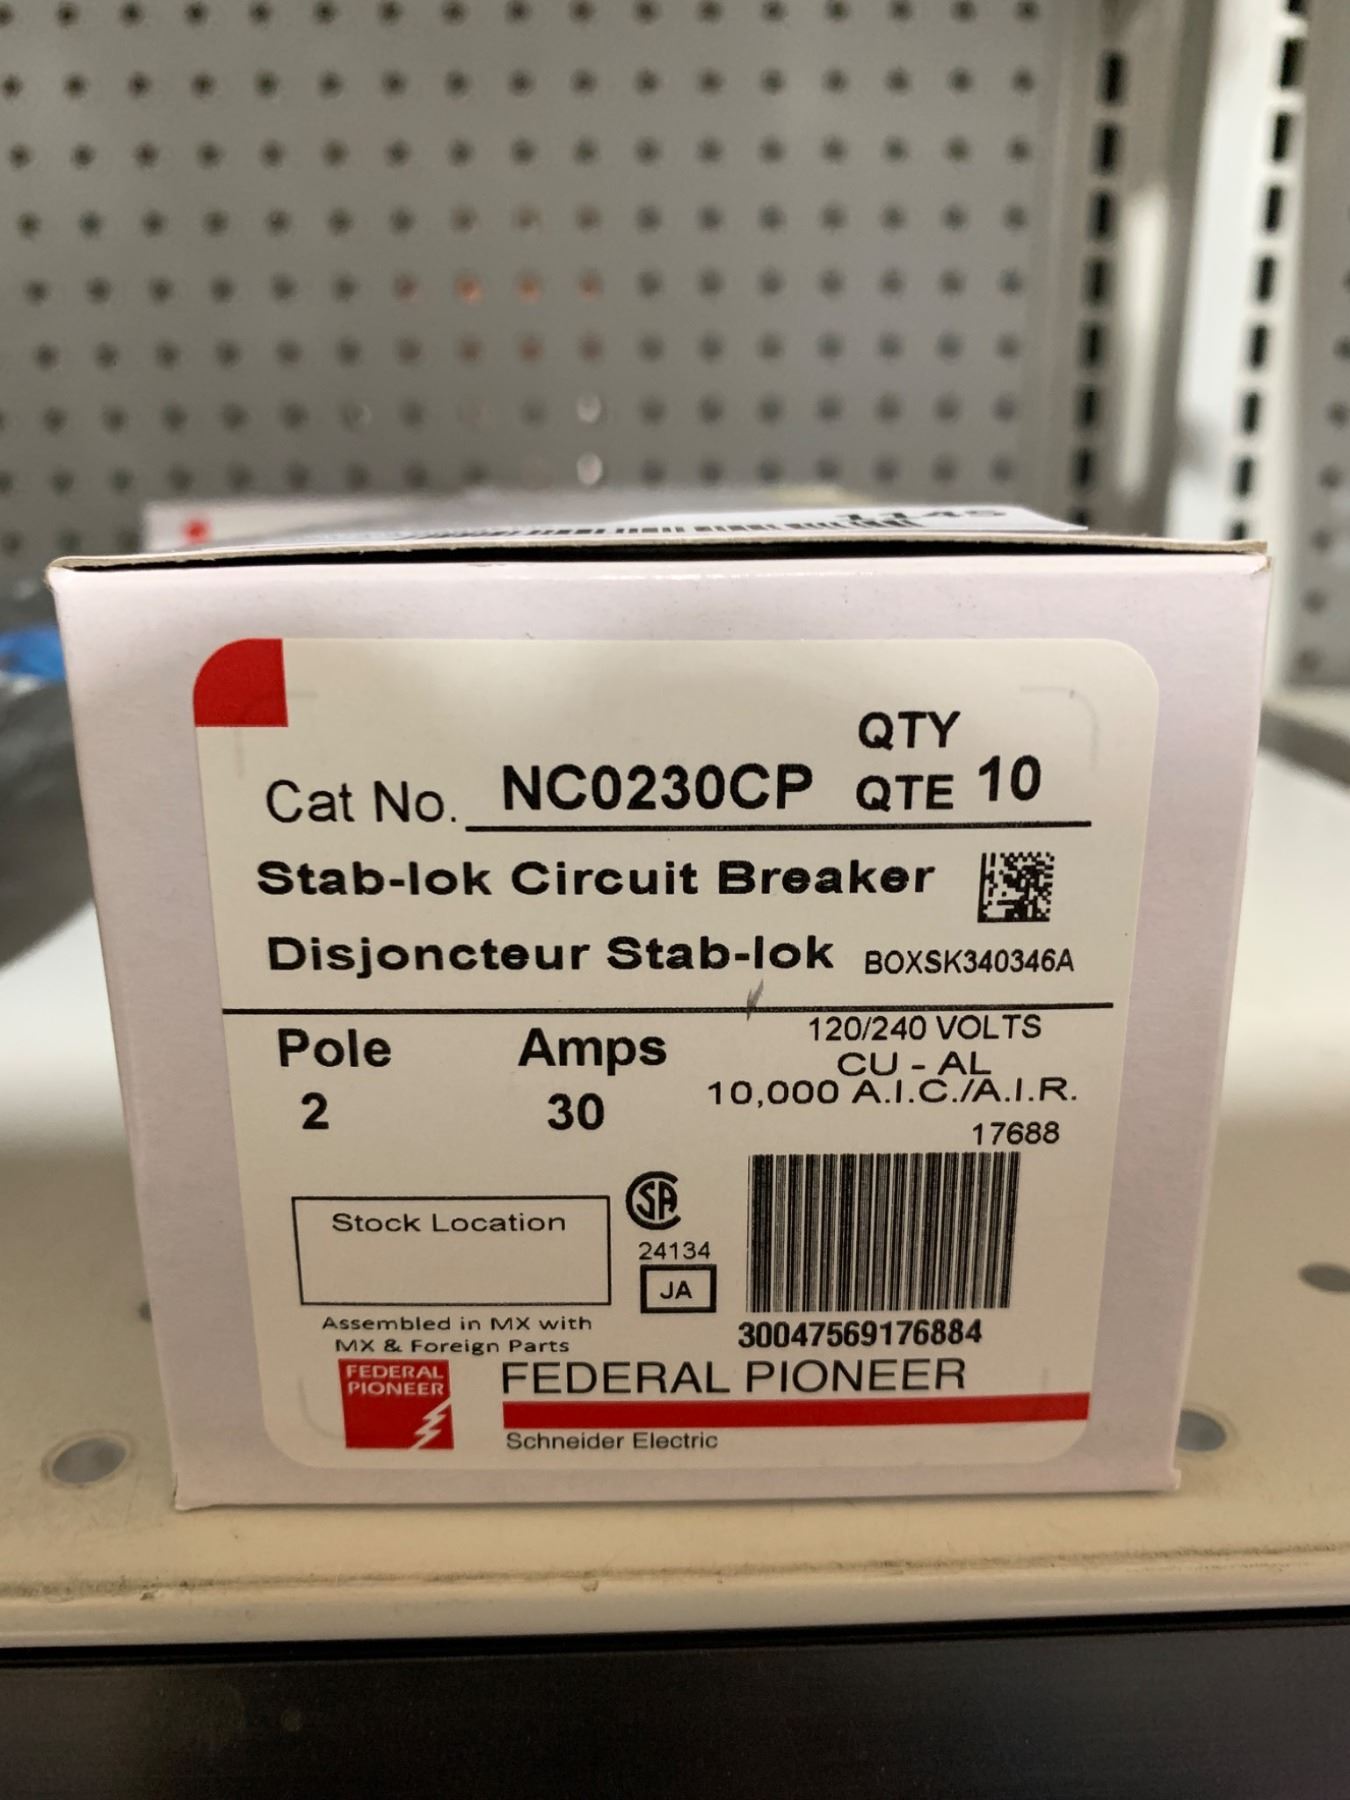 1145
QTY
Cat No. NC0230CP QTE 10
Stab-lok Circuit Breaker
Disjoncteur Stab-lok BOXSK340346A
Pole Amps 120/240 VOLTS
CU - AL
2 30 10,000 A.I.C./A.I.R.
17688
Stock Location
SA
24134
JA
Assembled in MX with
MX & Foreign Parts
30047569176884
FEDERAL
PIONEER
FEDERAL PIONEER
Schneider Electric